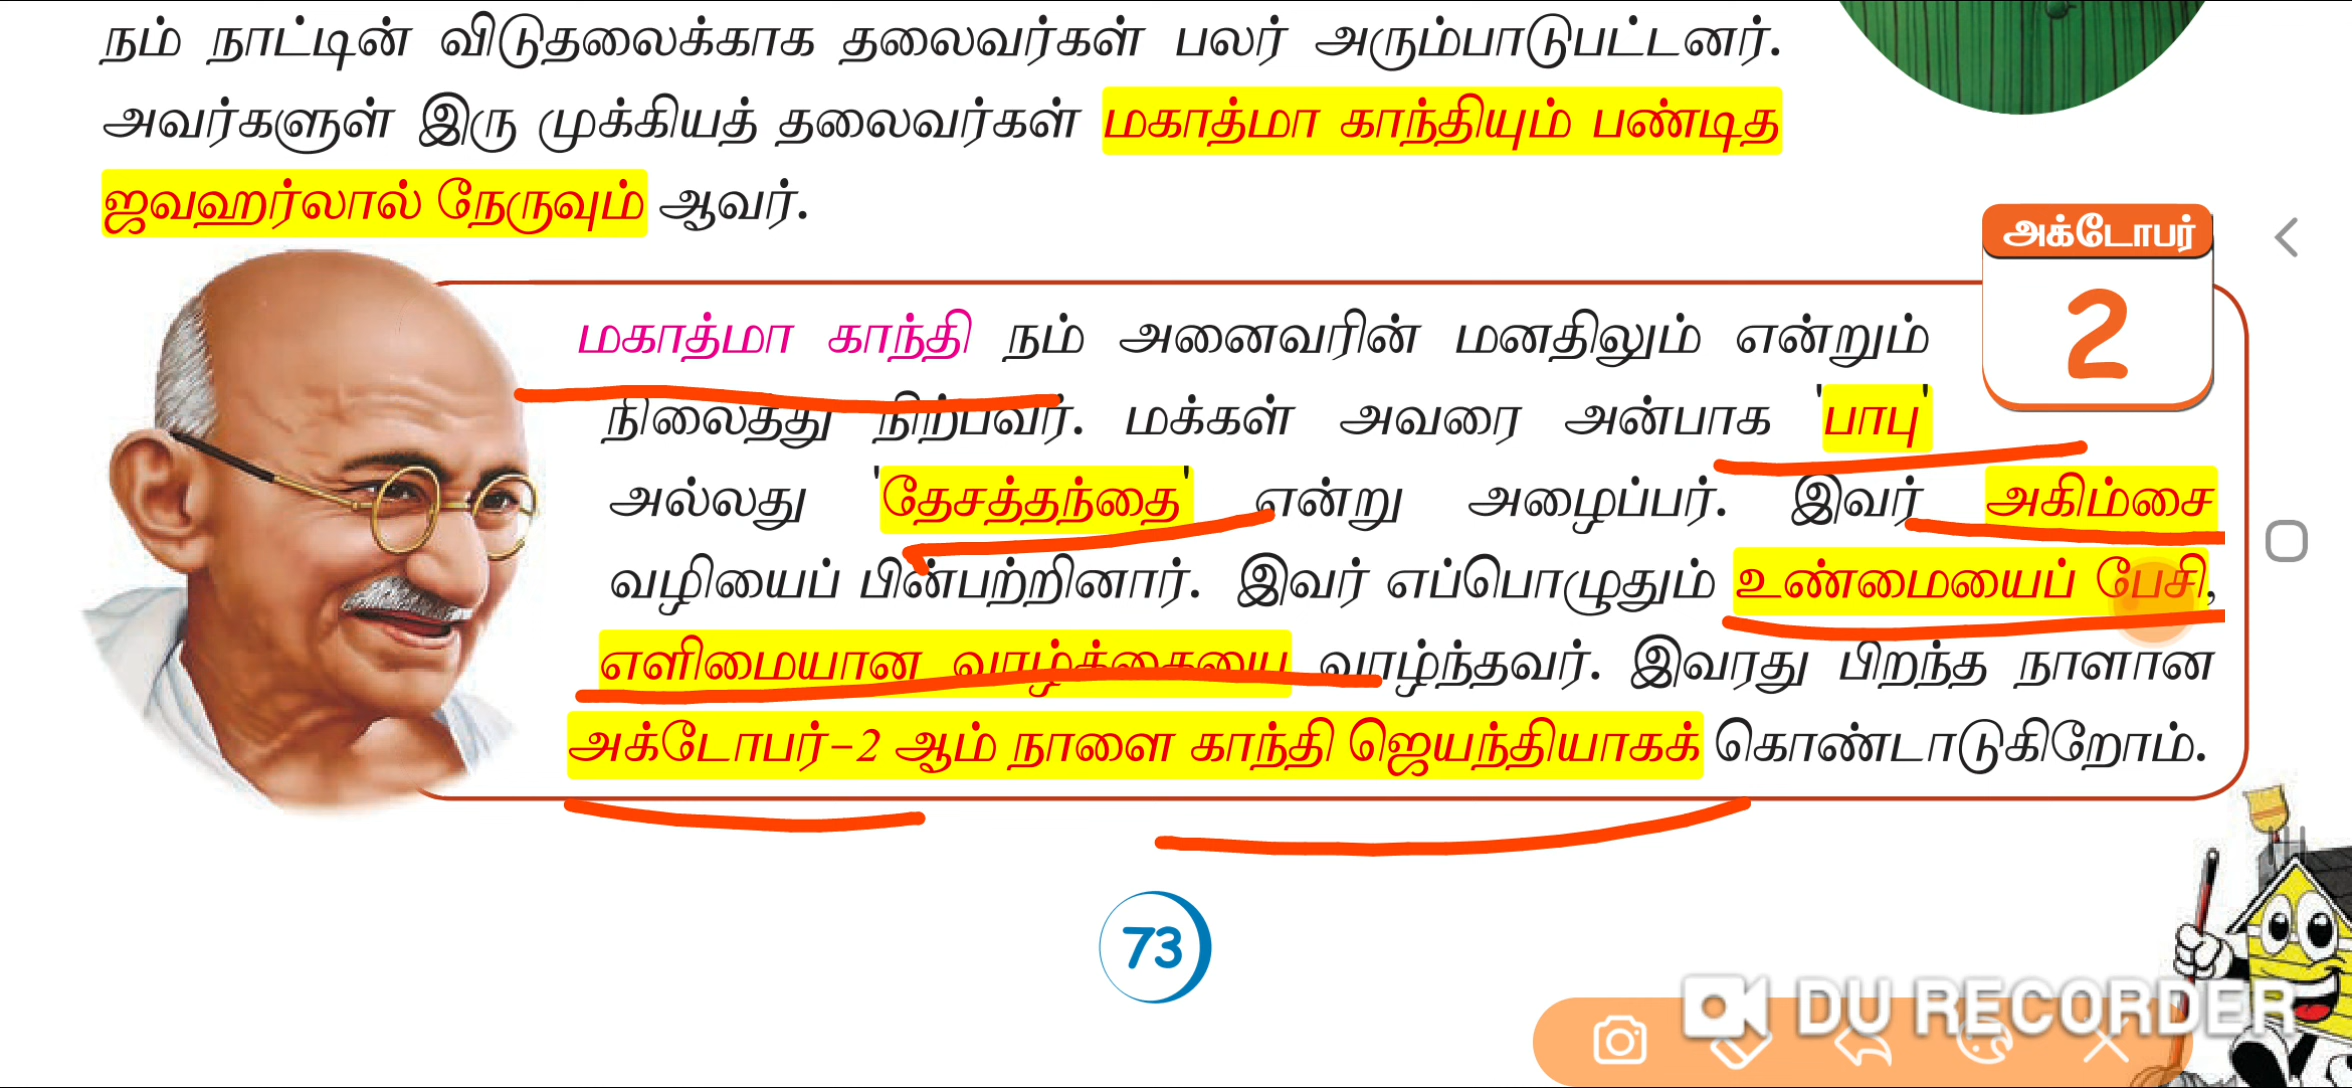 நம் நாட்டின் விடுதலைக்காக தலைவர்கள் பலர் அரும்பாடுபட்டனர்.
அவர்களுள் இரு முக்கியத் தலைவர்கள் மகாத்மா காந்தியும் பண்டித
ஜவஹர்லால் நேருவும் ஆவர்.
அக்டோபர்
2
மகாத்மா காந்தி நம் அனைவரின் மனதிலும் என்றும்
நிலைத்து நிற்பவர். மக்கள் அவரை அன்பாக 'பாபு'
அல்லது 'தேசத்தந்தை' என்று அழைப்பர். இவர் அகிம்சை
வழியைப் பின்பற்றினார். இவர் எப்பொழுதும் உண்மையைப் பேசி,
எளிமையான வாழ்க்கையை வாழ்ந்தவர். இவரது பிறந்த நாளான
அக்டோபர்–2 ஆம் நாளை காந்தி ஜெயந்தியாகக் கொண்டாடுகிறோம்.
73
DU RECORDER